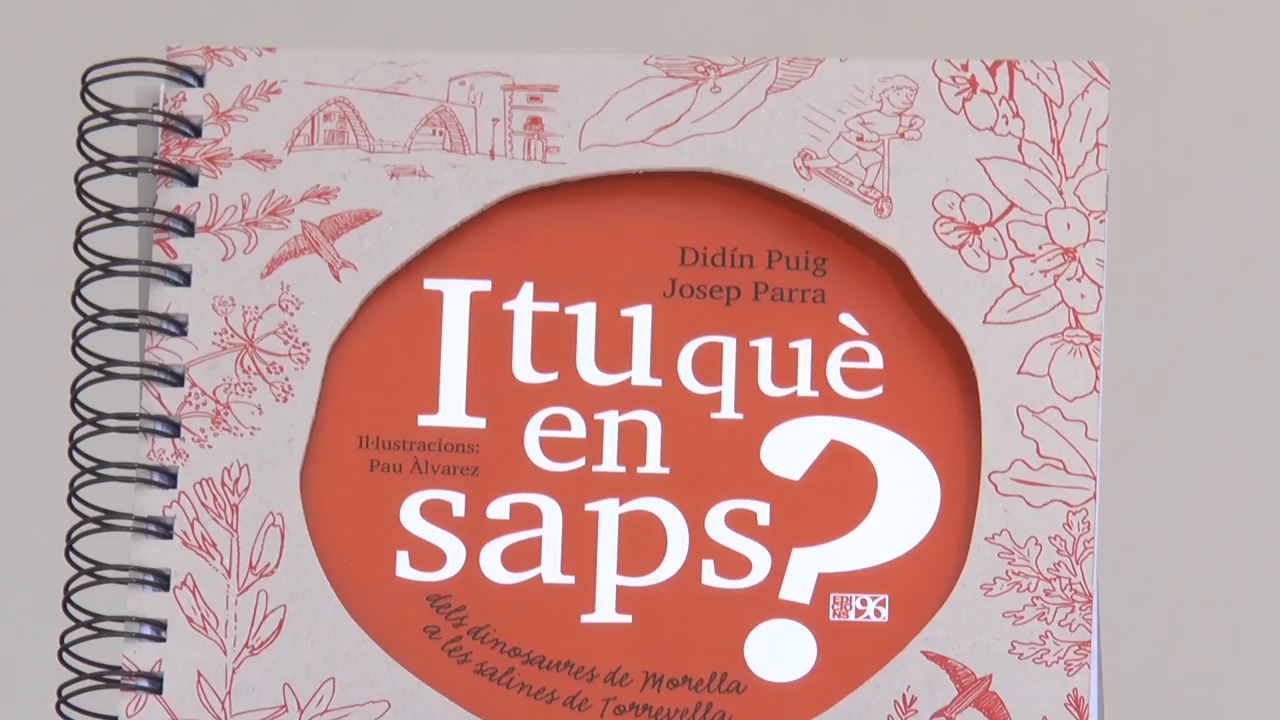 Didín Puig
Josep Parra
I tu què
en
saps?
Il·lustracions:
Pau Àlvarez
EDICIONS 96
dels dinosaures de Morella
a les salines de Torrevella